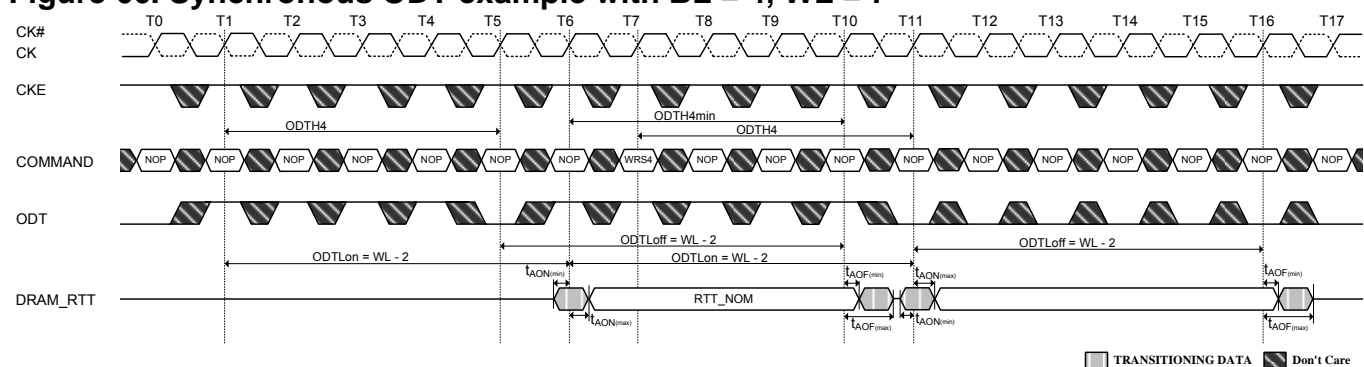 Figure Synchronous ODT example with BL = 4, WL = 7
T0 T1 T2 T3 T4 T5 T6 T7 T8 T9 T10 T11 T12 T13 T14 T15 T16 T17
CK#
CK
CKE
ODTH4min
ODTH4 ODTH4
COMMAND NOP NOP NOP NOP NOP NOP NOP WRS4 NOP NOP NOP NOP NOP NOP NOP NOP NOP NOP
ODT
ODTLoff = WL - 2 ODTLoff = WL - 2
ODTLon = WL - 2 ODTLon = WL - 2
tAON(min) tAOF(min) tAON(max) tAOF(min)
DRAM_RTT RTT_NOM
tAON(max) tAOF(max) tAON(min) tAOF(max)
TRANSITIONING DATA Don't Care